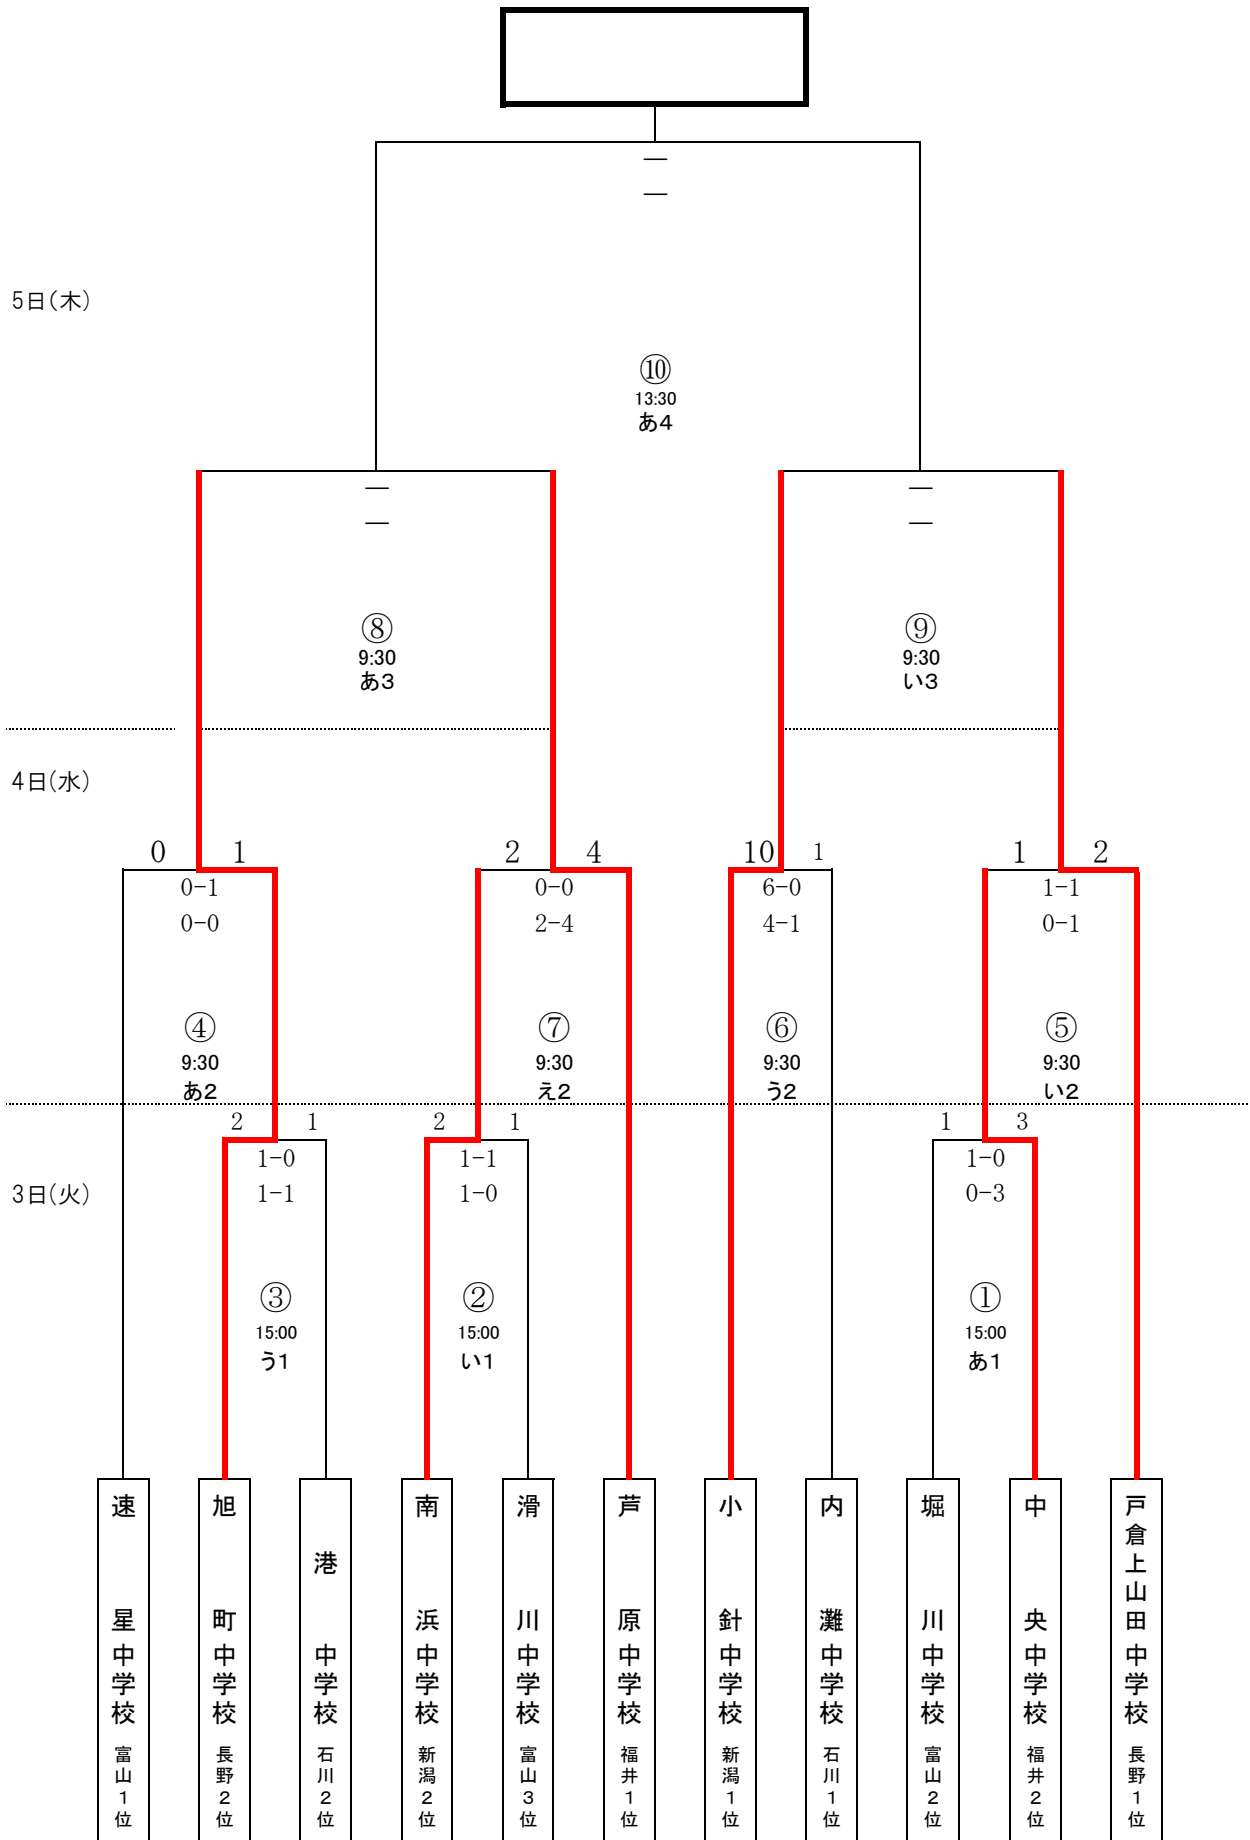 —
—
5日(木)
⑩
13:30
あ4
—
—
—
—
⑧
9:30
あ3
⑨
9:30
い3
4日(水)
0 1
0-1
0-0
④
9:30
あ2
2 4
0-0
2-4
⑦
9:30
え2
10 1
6-0
4-1
⑥
9:30
う2
1 2
1-1
0-1
⑤
9:30
い2
3日(火)
2 1
1-0
1-1
③
15:00
う1
2 1
1-1
1-0
②
15:00
い1
1 3
1-0
0-3
①
15:00
あ1
速星中学校 富山1位
旭町中学校 長野2位
港中学校 石川2位
南浜中学校 新潟2位
滑川中学校 富山3位
芦原中学校 福井1位
小針中学校 新潟1位
内灘中学校 石川1位
堀川中学校 富山2位
中央中学校 福井2位
戸倉上山田中学校 長野1位